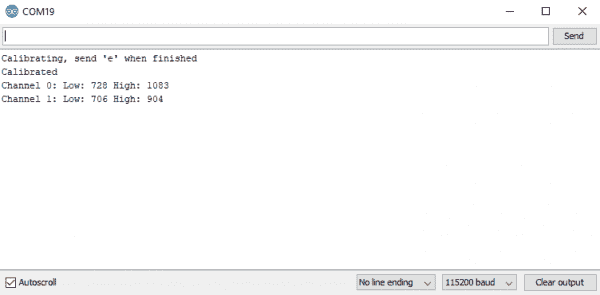 COM19
Send
Calibrating, send 'e' when finished
Calibrated
Channel 0: Low: 728 High: 1083
Channel 1: Low: 706 High: 904
Autoscroll
No line ending
115200 baud
Clear output